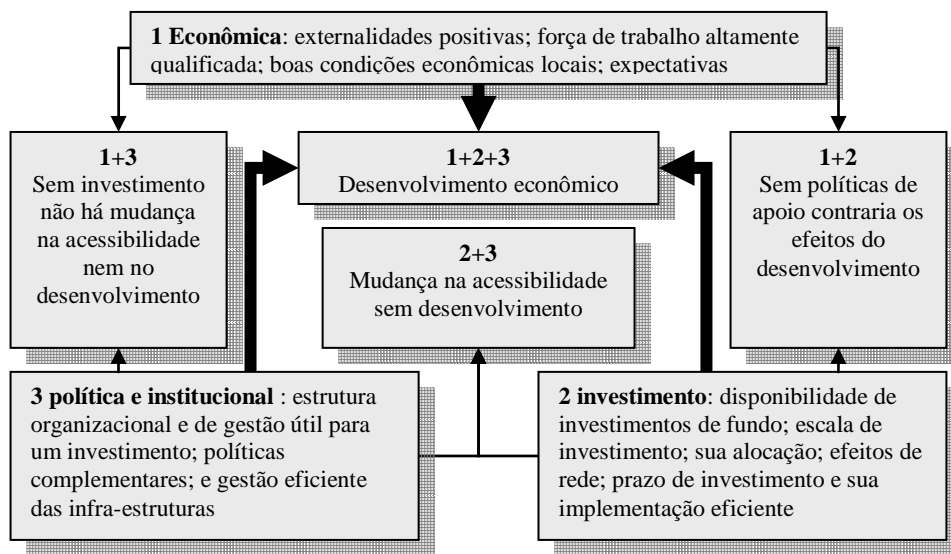 1 Econômica: externalidades positivas; força de trabalho altamente
qualificada; boas condições econômicas locais; expectativas
1+3
Sem investimento
não há mudança
na acessibilidade
nem no
desenvolvimento
1+2+3
Desenvolvimento econômico
1+2
Sem políticas de
apoio contraria os
efeitos do
desenvolvimento
2+3
Mudança na acessibilidade
sem desenvolvimento
3 política e institucional : estrutura
organizacional e de gestão útil para
um investimento; políticas
complementares; e gestão eficiente
das infra-estruturas
2 investimento: disponibilidade de
investimentos de fundo; escala de
investimento; sua alocação; efeitos de
rede; prazo de investimento e sua
implementação eficiente